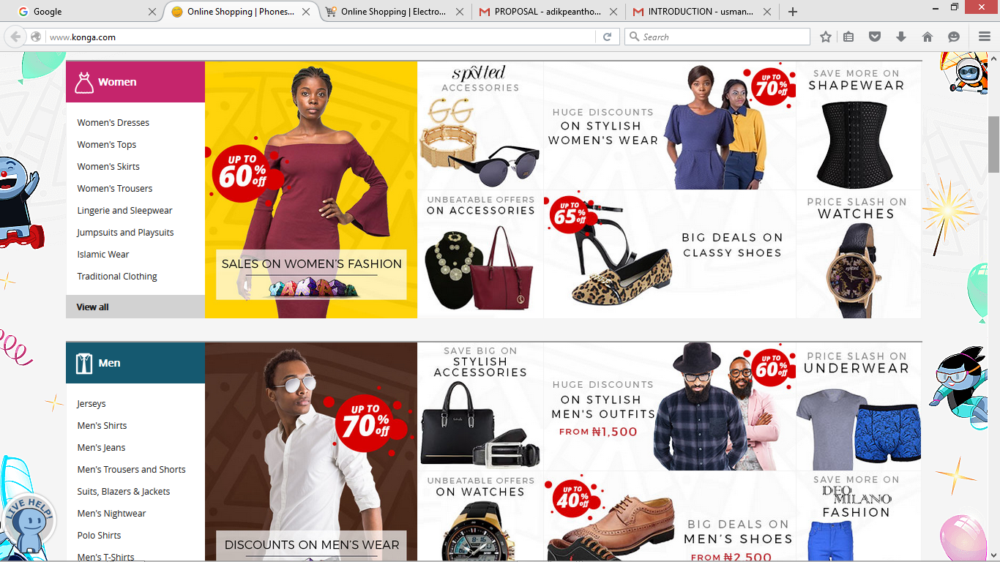 Google
Online Shopping | Phones...
Online Shopping | Electro...
PROPOSAL - adikpeantho...
INTRODUCTION - usman...
www.konga.com
Search
Women
Women's Dresses
Women's Tops
Women's Skirts
Women's Trousers
Lingerie and Sleepwear
Jumpsuits and Playsuits
Islamic Wear
Traditional Clothing
View all
UP TO
60% off
SALES ON WOMEN'S FASHION
spotted
ACCESSORIES
HUGE DISCOUNTS
ON STYLISH
WOMEN'S WEAR
UP TO
70% off
SAVE MORE ON
SHAPEWEAR
UNBEATABLE OFFERS
ON ACCESSORIES
UP TO
65% off
BIG DEALS ON
CLASSY SHOES
PRICE SLASH ON
WATCHES
Men
Jerseys
Men's Shirts
Men's Jeans
Men's Trousers and Shorts
Suits, Blazers & Jackets
Men's Nightwear
Polo Shirts
Men's T-Shirts
UP TO
70% off
DISCOUNTS ON MEN'S WEAR
SAVE BIG ON
STYLISH
ACCESSORIES
HUGE DISCOUNTS
ON STYLISH
MEN'S OUTFITS
FROM ₦1,500
UP TO
60% off
PRICE SLASH ON
UNDERWEAR
UNBEATABLE OFFERS
ON WATCHES
UP TO
40% off
BIG DEALS ON
MEN'S SHOES
FROM ₦2,500
SAVE MORE ON
DEO
MILANO
FASHION
LIVE HELP!